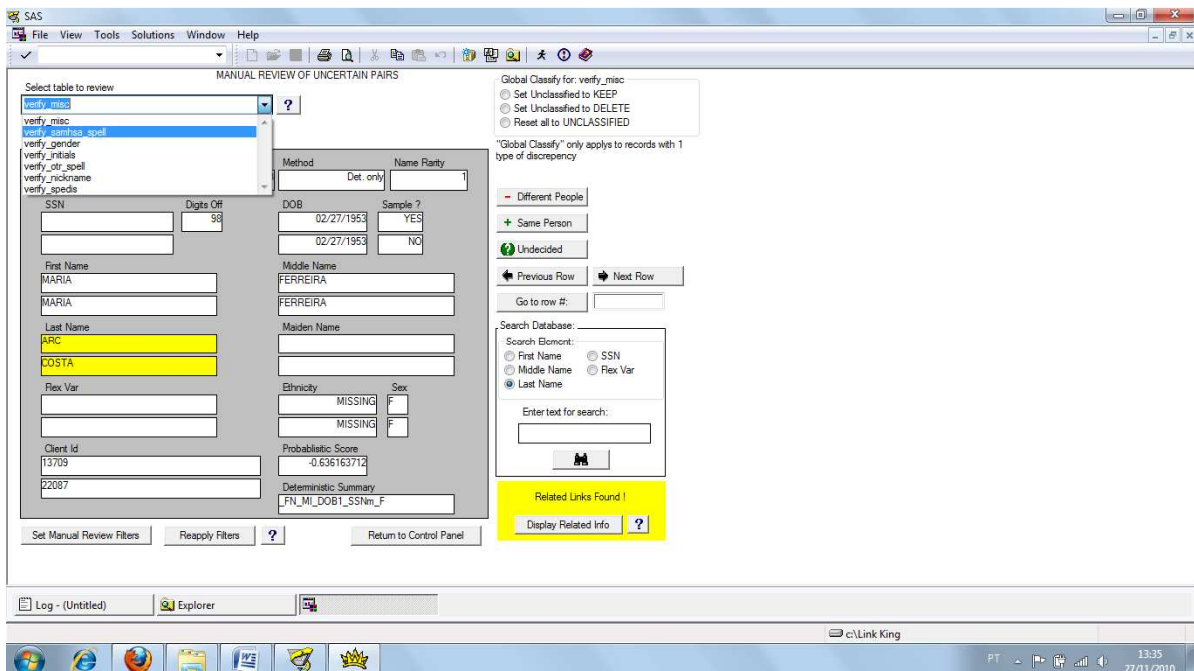 SAS
File View Tools Solutions Window Help
MANUAL REVIEW OF UNCERTAIN PAIRS
Select table to review
verify_misc
?
verify_misc
verify_samhsa_spell
verify_gender
verify_initials
verify_otr_spell
verify_nickname
verify_spedis
Method
Name Rarity
Det. only
1
SSN
Digits Off
DOB
Sample ?
98
02/27/1953
YES
02/27/1953
NO
First Name
Middle Name
MARIA
FERREIRA
MARIA
FERREIRA
Last Name
Maiden Name
ARC
COSTA
Flex Var
Ethnicity
Sex
MISSING
F
MISSING
F
Client Id
Probablisitic Score
13709
-0.636163712
22087
Deterministic Summary
_FN_MI_DOB1_SSNm_F
Set Manual Review Filters
Reapply Filters
?
Return to Control Panel
Global Classify for: verify_misc
Set Unclassified to KEEP
Set Unclassified to DELETE
Reset all to UNCLASSIFIED
"Global Classify" only applys to records with 1
type of discrepency
- Different People
+ Same Person
? Undecided
Previous Row
Next Row
Go to row #:
Search Database:
Search Element:
First Name
SSN
Middle Name
Flex Var
Last Name
Enter text for search:
Related Links Found !
Display Related Info
?
Log - (Untitled)
Explorer
c:\Link King
PT
13:35
27/11/2010